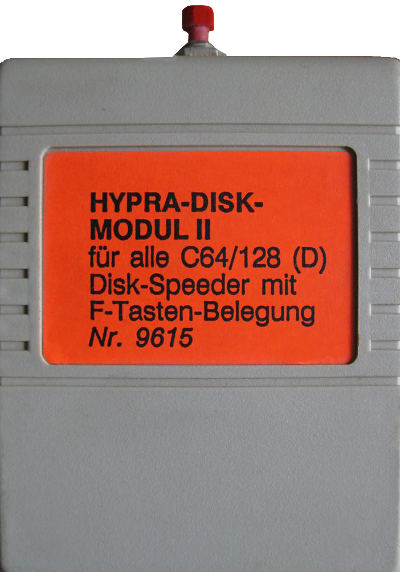 HYPRA-DISK-
MODUL II
für alle C64/128 (D)
Disk-Speeder mit
F-Tasten-Belegung
Nr. 9615